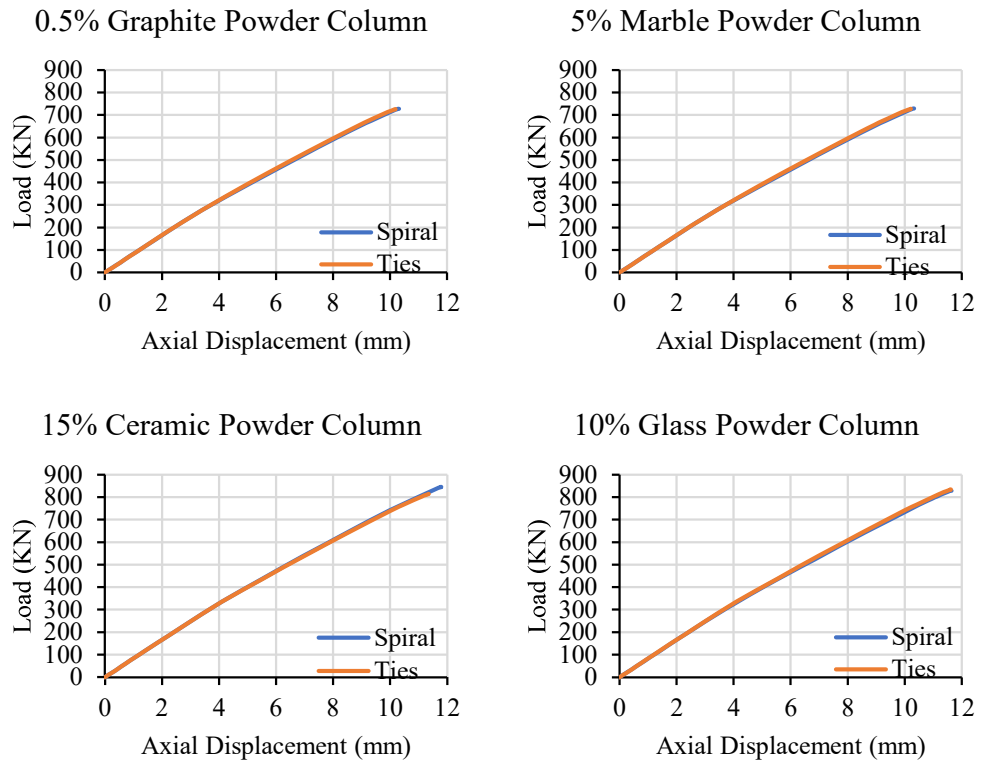 0.5% Graphite Powder Column
900
800
700
600
500
400
300
200
100
0
Load (KN)
Spiral
Ties
0 2 4 6 8 10 12
Axial Displacement (mm)
5% Marble Powder Column
900
800
700
600
500
400
300
200
100
0
Load (KN)
Spiral
Ties
0 2 4 6 8 10 12
Axial Displacement (mm)
15% Ceramic Powder Column
900
800
700
600
500
400
300
200
100
0
Load (KN)
Spiral
Ties
0 2 4 6 8 10 12
Axial Displacement (mm)
10% Glass Powder Column
900
800
700
600
500
400
300
200
100
0
Load (KN)
Spiral
Ties
0 2 4 6 8 10 12
Axial Displacement (mm)